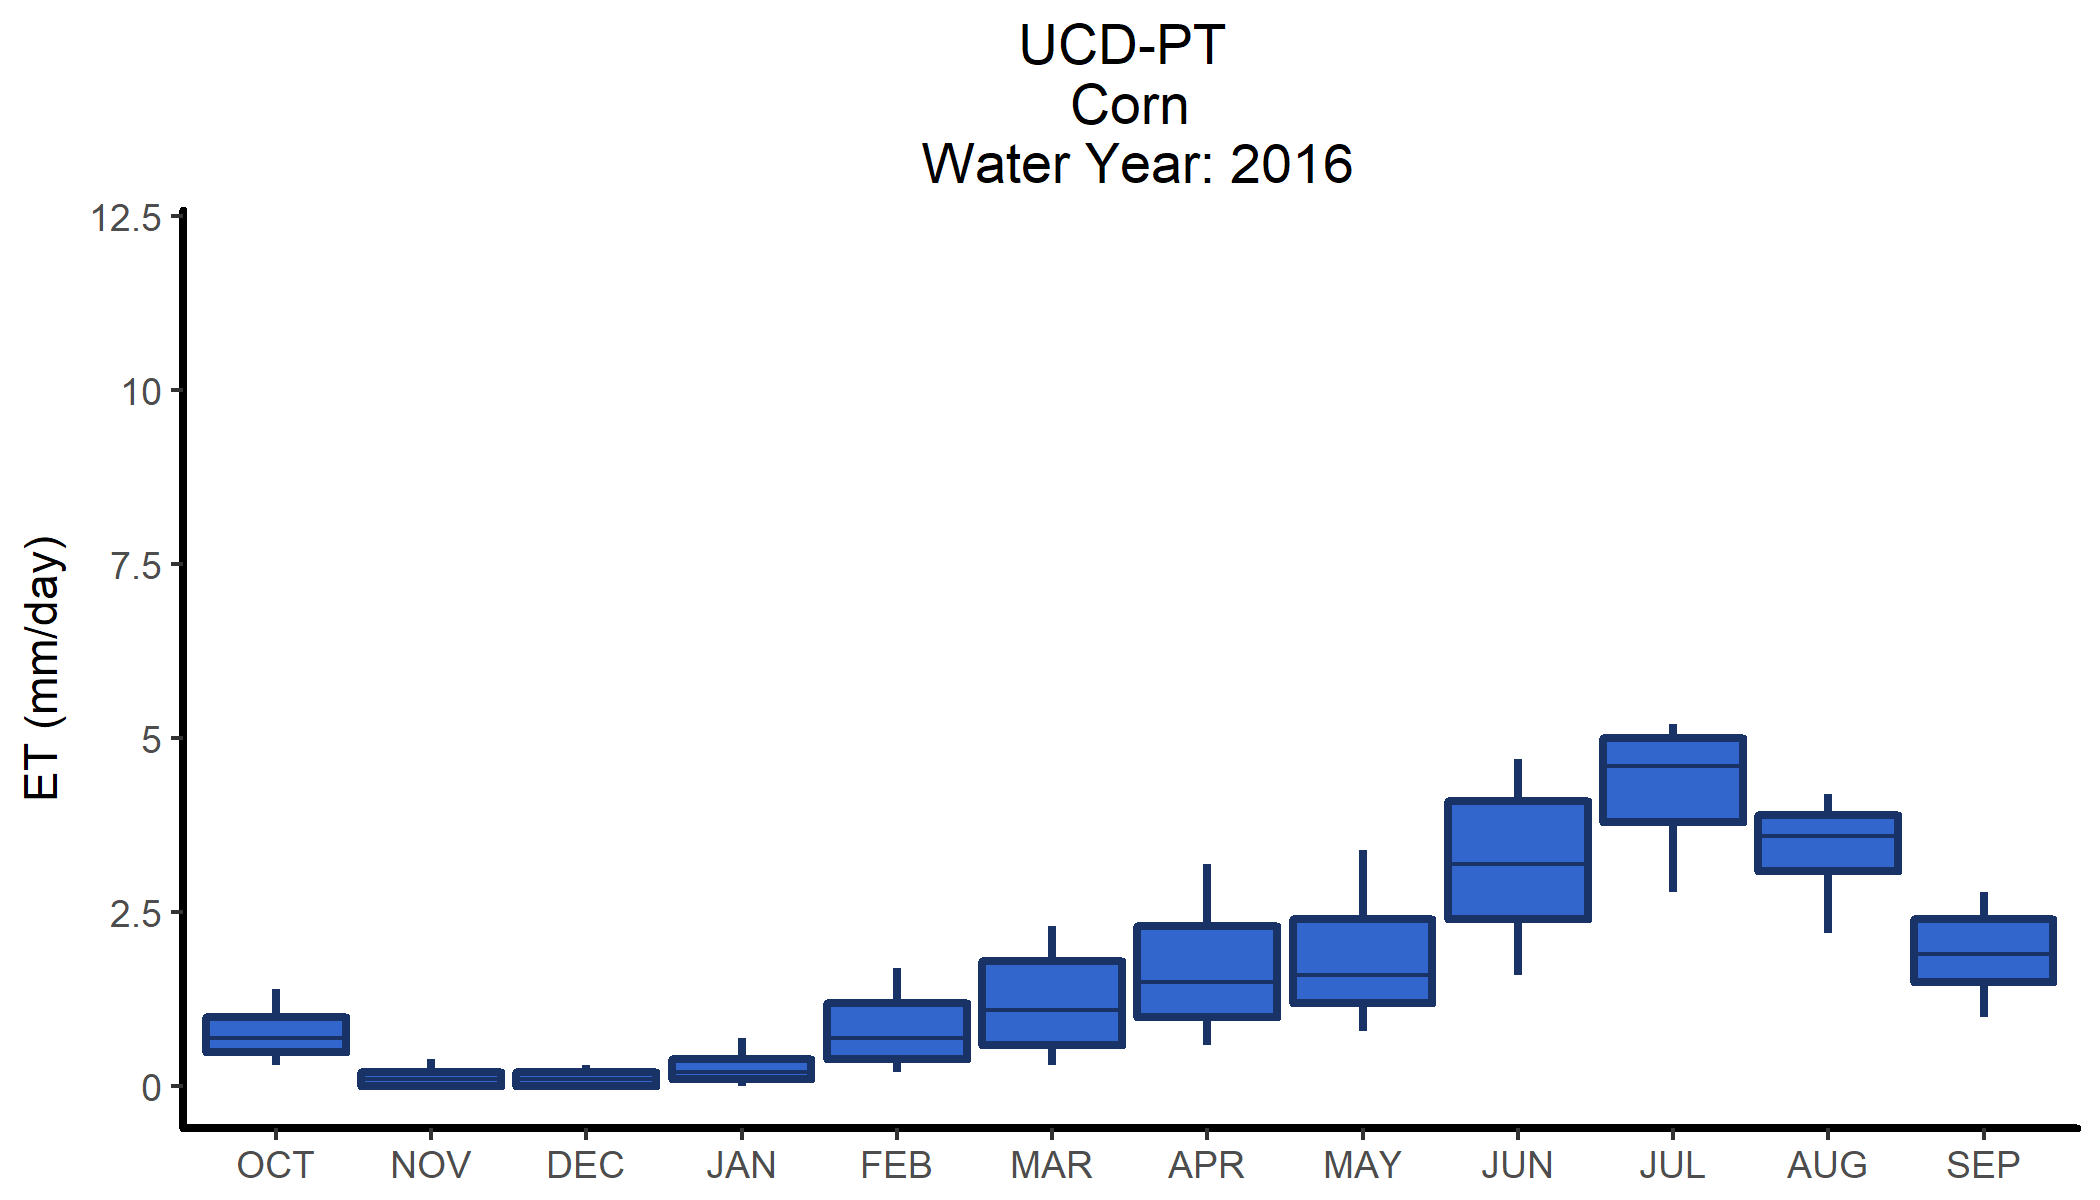 UCD-PT
Corn
Water Year: 2016
12.5
10
7.5
5
2.5
0
ET (mm/day)
OCT NOV DEC JAN FEB MAR APR MAY JUN JUL AUG SEP